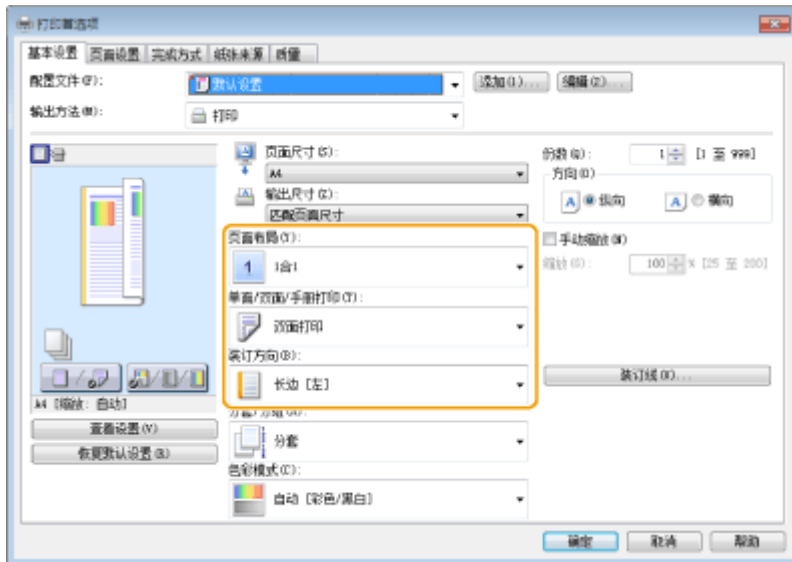 打印首选项
基本设置 页面设置 完成方式 纸张来源 质量
配置文件(F): 默认设置 添加(1)... 编辑(2)...
输出方法(M): 打印
页面尺寸(S): 份数(Q): 1 [1 至 999]
A4 方向(O)
输出尺寸(Z): 纵向 横向
匹配页面尺寸
页面布局(Y): 手动缩放(N)
1合1 缩放(G): 100 % [25 至 200]
单面/双面/手册打印(T):
双面打印
装订方向(B):
长边 [左] 装订线(X)...
A4 [缩放: 自动]
查看设置(V)
分套
恢复默认设置(R)
色彩模式(C):
自动 [彩色/黑白]
确定 取消 帮助